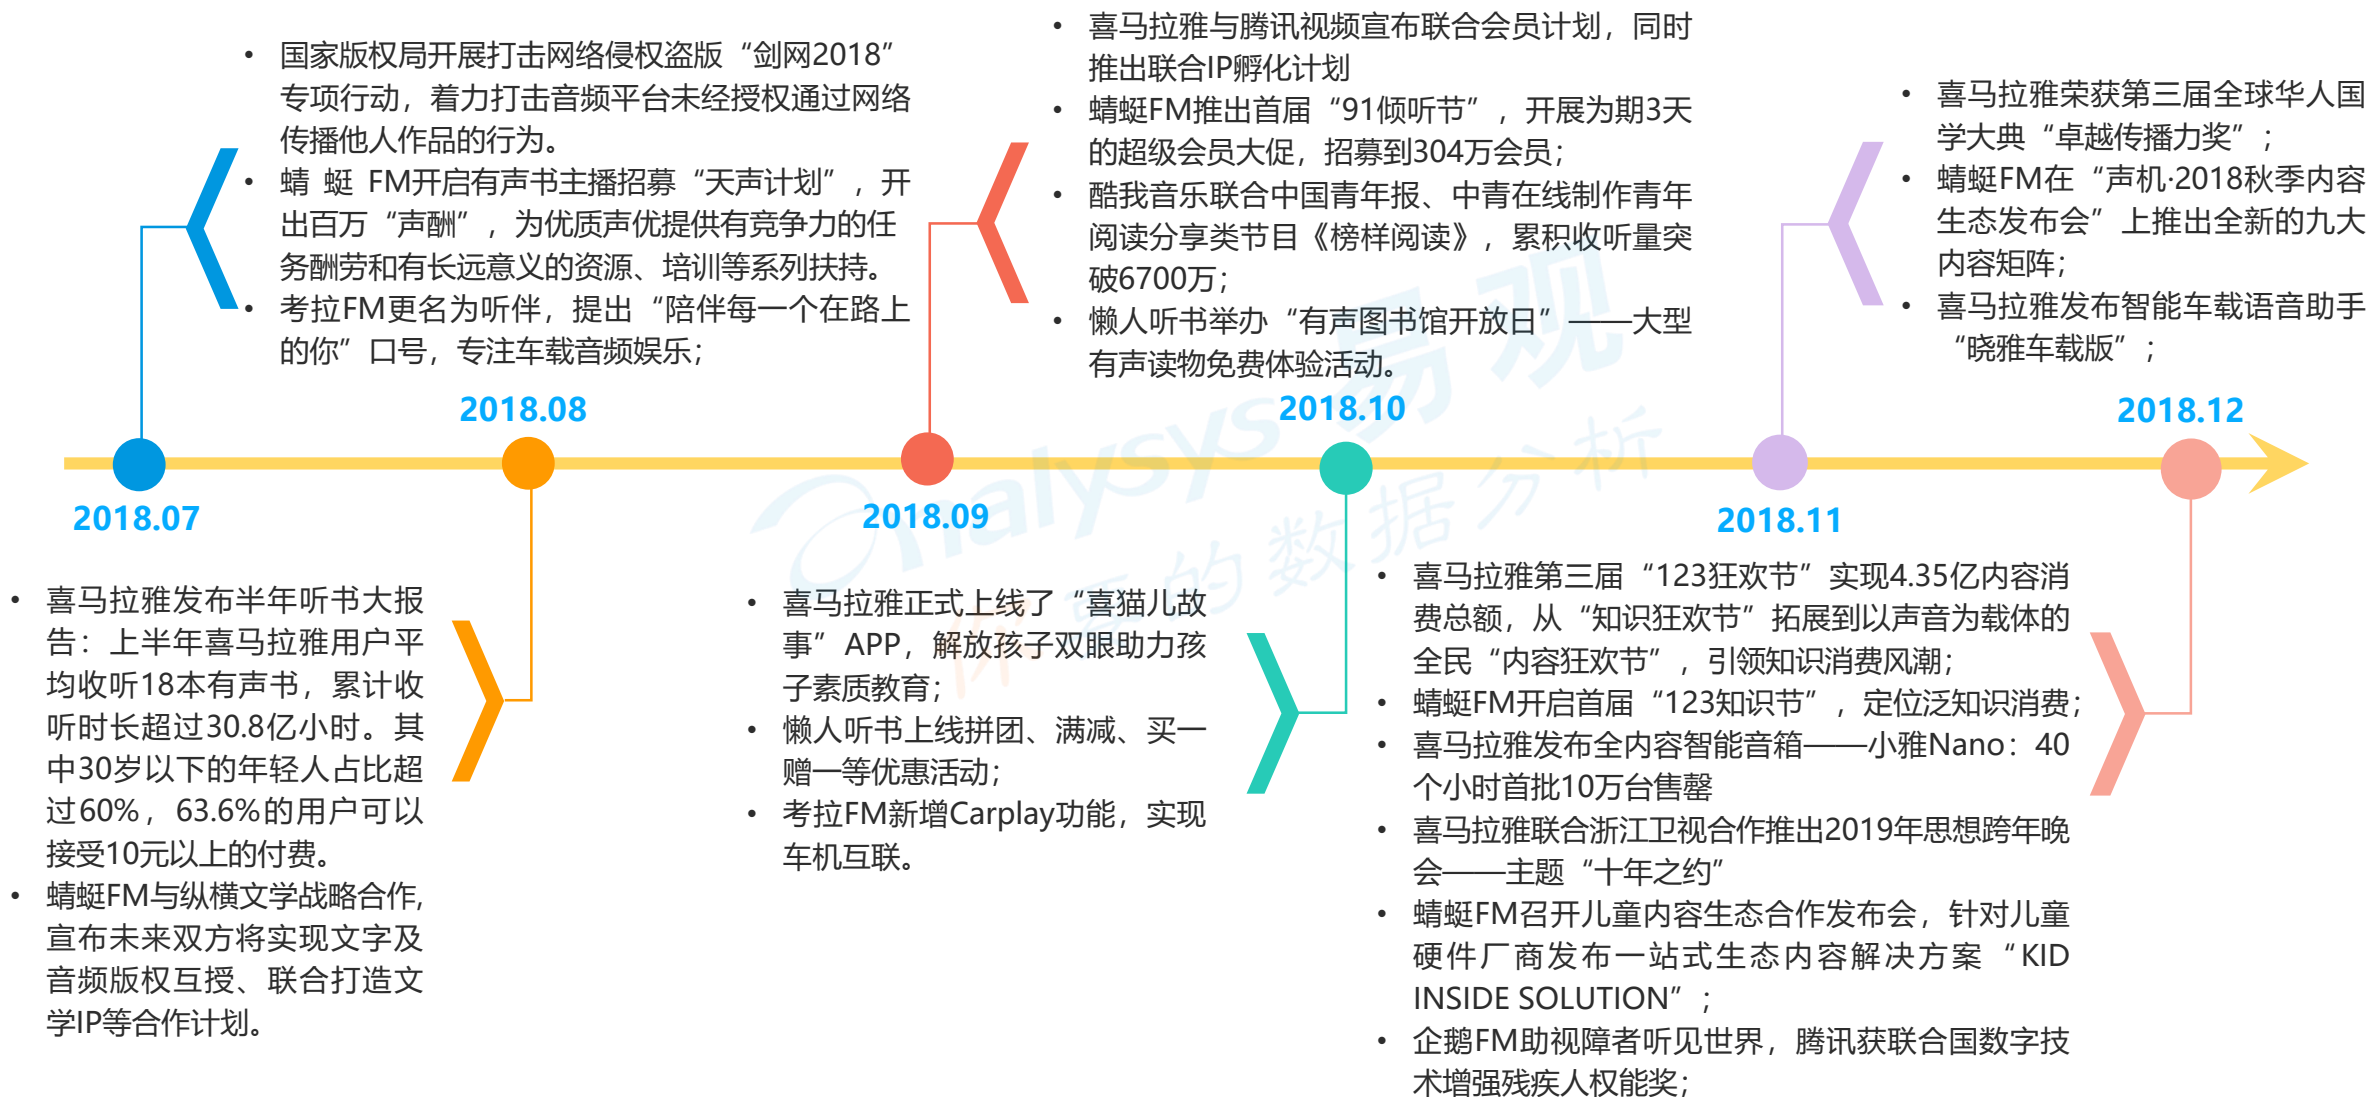 • 国家版权局开展打击网络侵权盗版“剑网2018”
专项行动，着力打击音频平台未经授权通过网络
传播他人作品的行为。
• 蜻 蜓 FM开启有声书主播招募“天声计划”，开
出百万“声酬”，为优质声优提供有竞争力的任
务酬劳和有长远意义的资源、培训等系列扶持。
• 考拉FM更名为听伴，提出“陪伴每一个在路上
的你”口号，专注车载音频娱乐；
• 喜马拉雅与腾讯视频宣布联合会员计划，同时
推出联合IP孵化计划
• 蜻蜓FM推出首届“91倾听节”，开展为期3天
的超级会员大促，招募到304万会员；
• 酷我音乐联合中国青年报、中青在线制作青年
阅读分享类节目《榜样阅读》，累积收听量突
破6700万；
• 懒人听书举办“有声图书馆开放日”——大型
有声读物免费体验活动。
• 喜马拉雅荣获第三届全球华人国
学大典“卓越传播力奖”；
• 蜻蜓FM在“声机·2018秋季内容
生态发布会”上推出全新的九大
内容矩阵；
• 喜马拉雅发布智能车载语音助手
“晓雅车载版”；
2018.07
2018.08
2018.09
2018.10
2018.11
2018.12
• 喜马拉雅发布半年听书大报
告：上半年喜马拉雅用户平
均收听18本有声书，累计收
听时长超过30.8亿小时。其
中30岁以下的年轻人占比超
过60%，63.6%的用户可以
接受10元以上的付费。
• 蜻蜓FM与纵横文学战略合作，
宣布未来双方将实现文字及
音频版权互授、联合打造文
学IP等合作计划。
• 喜马拉雅正式上线了“喜猫儿故
事”APP，解放孩子双眼助力孩
子素质教育；
• 懒人听书上线拼团、满减、买一
赠一等优惠活动；
• 考拉FM新增Carplay功能，实现
车机互联。
• 喜马拉雅第三届“123狂欢节”实现4.35亿内容消
费总额，从“知识狂欢节”拓展到以声音为载体的
全民“内容狂欢节”，引领知识消费风潮；
• 蜻蜓FM开启首届“123知识节”，定位泛知识消费；
• 喜马拉雅发布全内容智能音箱——小雅Nano：40
个小时首批10万台售罄
• 喜马拉雅联合浙江卫视合作推出2019年思想跨年晚
会——主题“十年之约”
• 蜻蜓FM召开儿童内容生态合作发布会，针对儿童
硬件厂商发布一站式生态内容解决方案“KID
INSIDE SOLUTION”；
• 企鹅FM助视障者听见世界，腾讯获联合国数字技
术增强残疾人权能奖；
analysys 易观
你要的数据分析